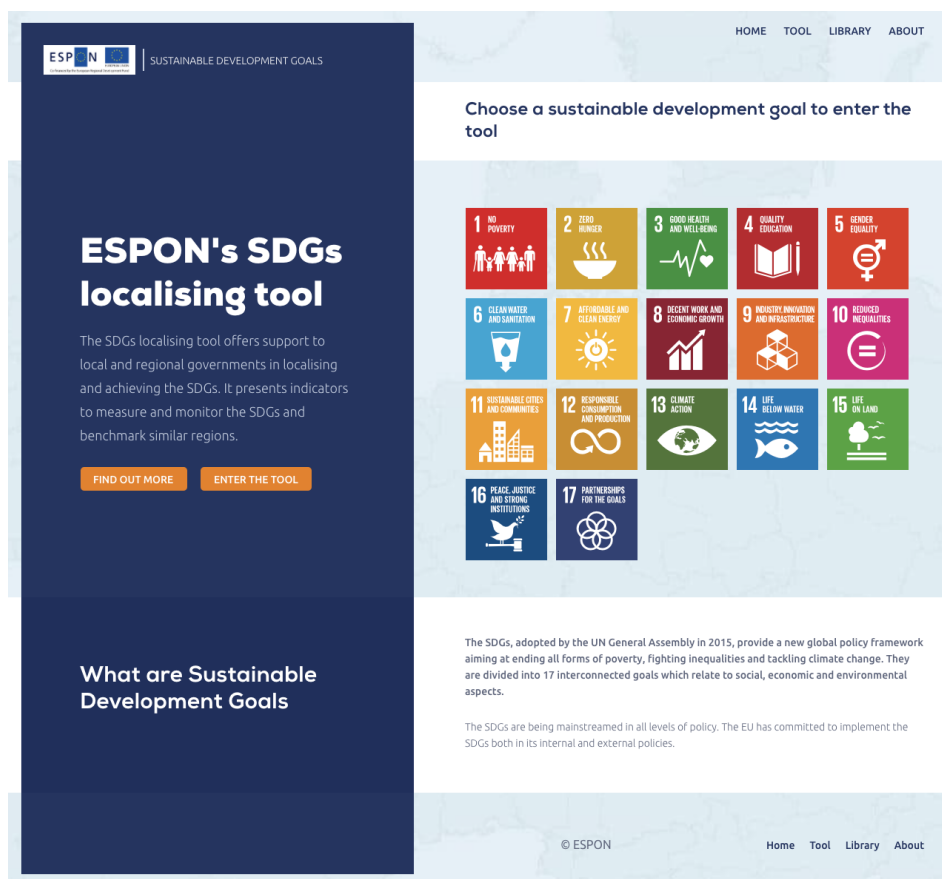 HOME TOOL LIBRARY ABOUT
ESPON
SUSTAINABLE DEVELOPMENT GOALS
Choose a sustainable development goal to enter the
tool
ESPON's SDGs
localising tool
The SDGs localising tool offers support to
local and regional governments in localising
and achieving the SDGs. It presents indicators
to measure and monitor the SDGs and
benchmark similar regions.
FIND OUT MORE
ENTER THE TOOL
1 NO
POVERTY
2 ZERO
HUNGER
3 GOOD HEALTH
AND WELL-BEING
4 QUALITY
EDUCATION
5 GENDER
EQUALITY
6 CLEAN WATER
AND SANITATION
7 AFFORDABLE AND
CLEAN ENERGY
8 DECENT WORK AND
ECONOMIC GROWTH
9 INDUSTRY, INNOVATION
AND INFRASTRUCTURE
10 REDUCED
INEQUALITIES
11 SUSTAINABLE CITIES
AND COMMUNITIES
12 RESPONSIBLE
CONSUMPTION
AND PRODUCTION
13 CLIMATE
ACTION
14 LIFE
BELOW WATER
15 LIFE
ON LAND
16 PEACE, JUSTICE
AND STRONG
INSTITUTIONS
17 PARTNERSHIPS
FOR THE GOALS
What are Sustainable
Development Goals
The SDGs, adopted by the UN General Assembly in 2015, provide a new global policy framework
aiming at ending all forms of poverty, fighting inequalities and tackling climate change. They
are divided into 17 interconnected goals which relate to social, economic and environmental
aspects.
The SDGs are being mainstreamed in all levels of policy. The EU has committed to implement the
SDGs both in its internal and external policies.
© ESPON
Home Tool Library About